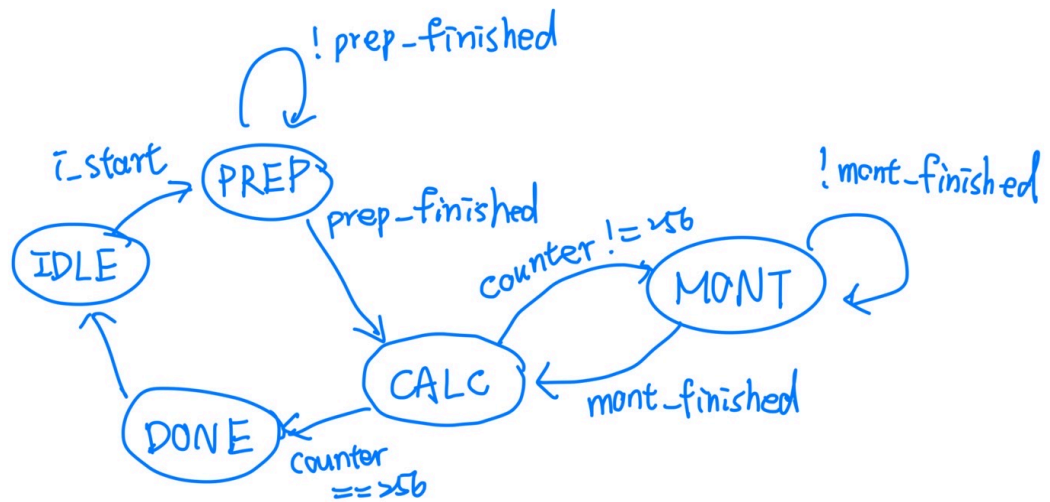 ! prep_finished
i_start
PREP
! mont_finished
prep_finished
counter != 256
IDLE
MONT
CALC
mont_finished
DONE
counter
== 256